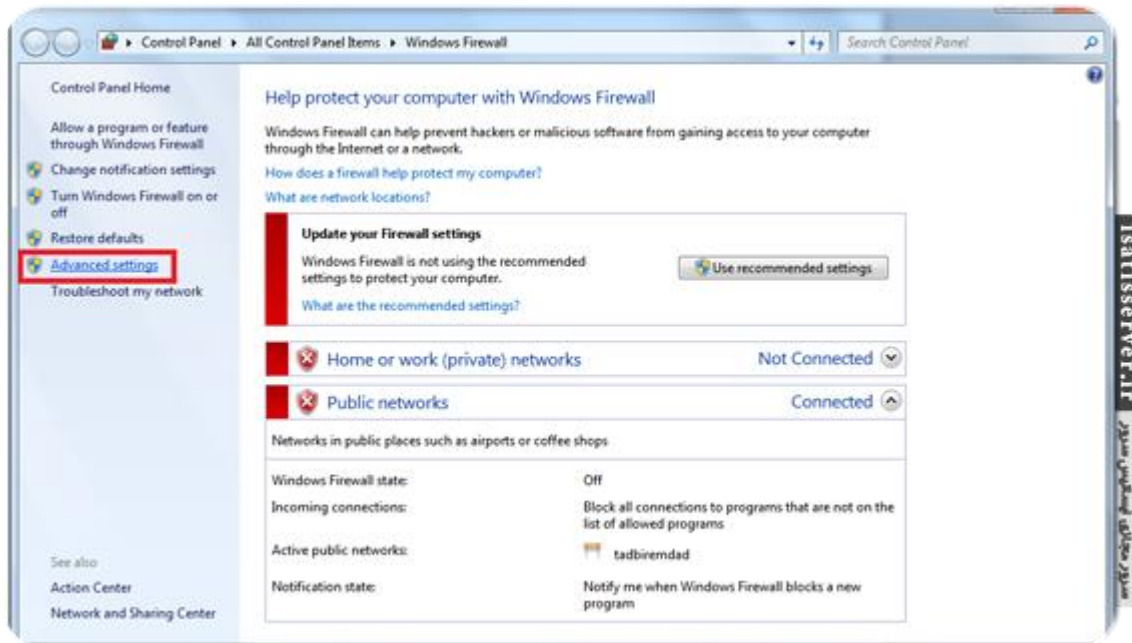 Control Panel
All Control Panel Items
Windows Firewall
Search Control Panel
Control Panel Home
Allow a program or feature
through Windows Firewall
Change notification settings
Turn Windows Firewall on or
off
Restore defaults
Advanced settings
Troubleshoot my network
See also
Action Center
Network and Sharing Center
Help protect your computer with Windows Firewall
Windows Firewall can help prevent hackers or malicious software from gaining access to your computer
through the Internet or a network.
How does a firewall help protect my computer?
What are network locations?
Update your Firewall settings
Windows Firewall is not using the recommended
settings to protect your computer.
Use recommended settings
What are the recommended settings?
Home or work (private) networks Not Connected
Public networks Connected
Networks in public places such as airports or coffee shops
Windows Firewall state: Off
Incoming connections: Block all connections to programs that are not on the
list of allowed programs
Active public networks: tadbiremdad
Notification state: Notify me when Windows Firewall blocks a new
program
isatisserver.ir